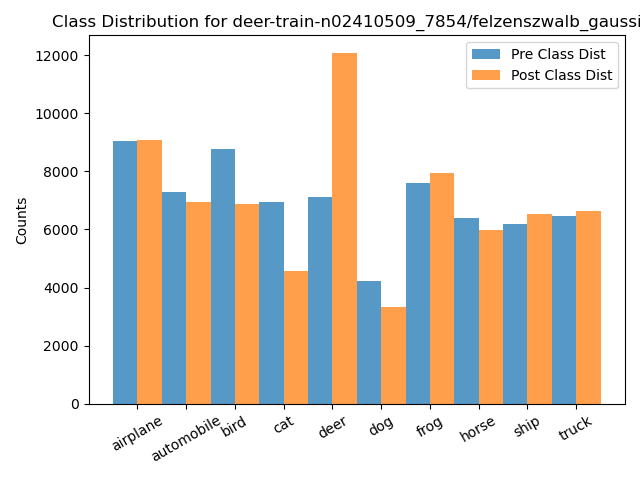 Class Distribution for deer-train-n02410509_7854/felzenszwalb_gaussi
Pre Class Dist
Post Class Dist
Counts
12000
10000
8000
6000
4000
2000
0
airplane
automobile
bird
cat
deer
dog
frog
horse
ship
truck